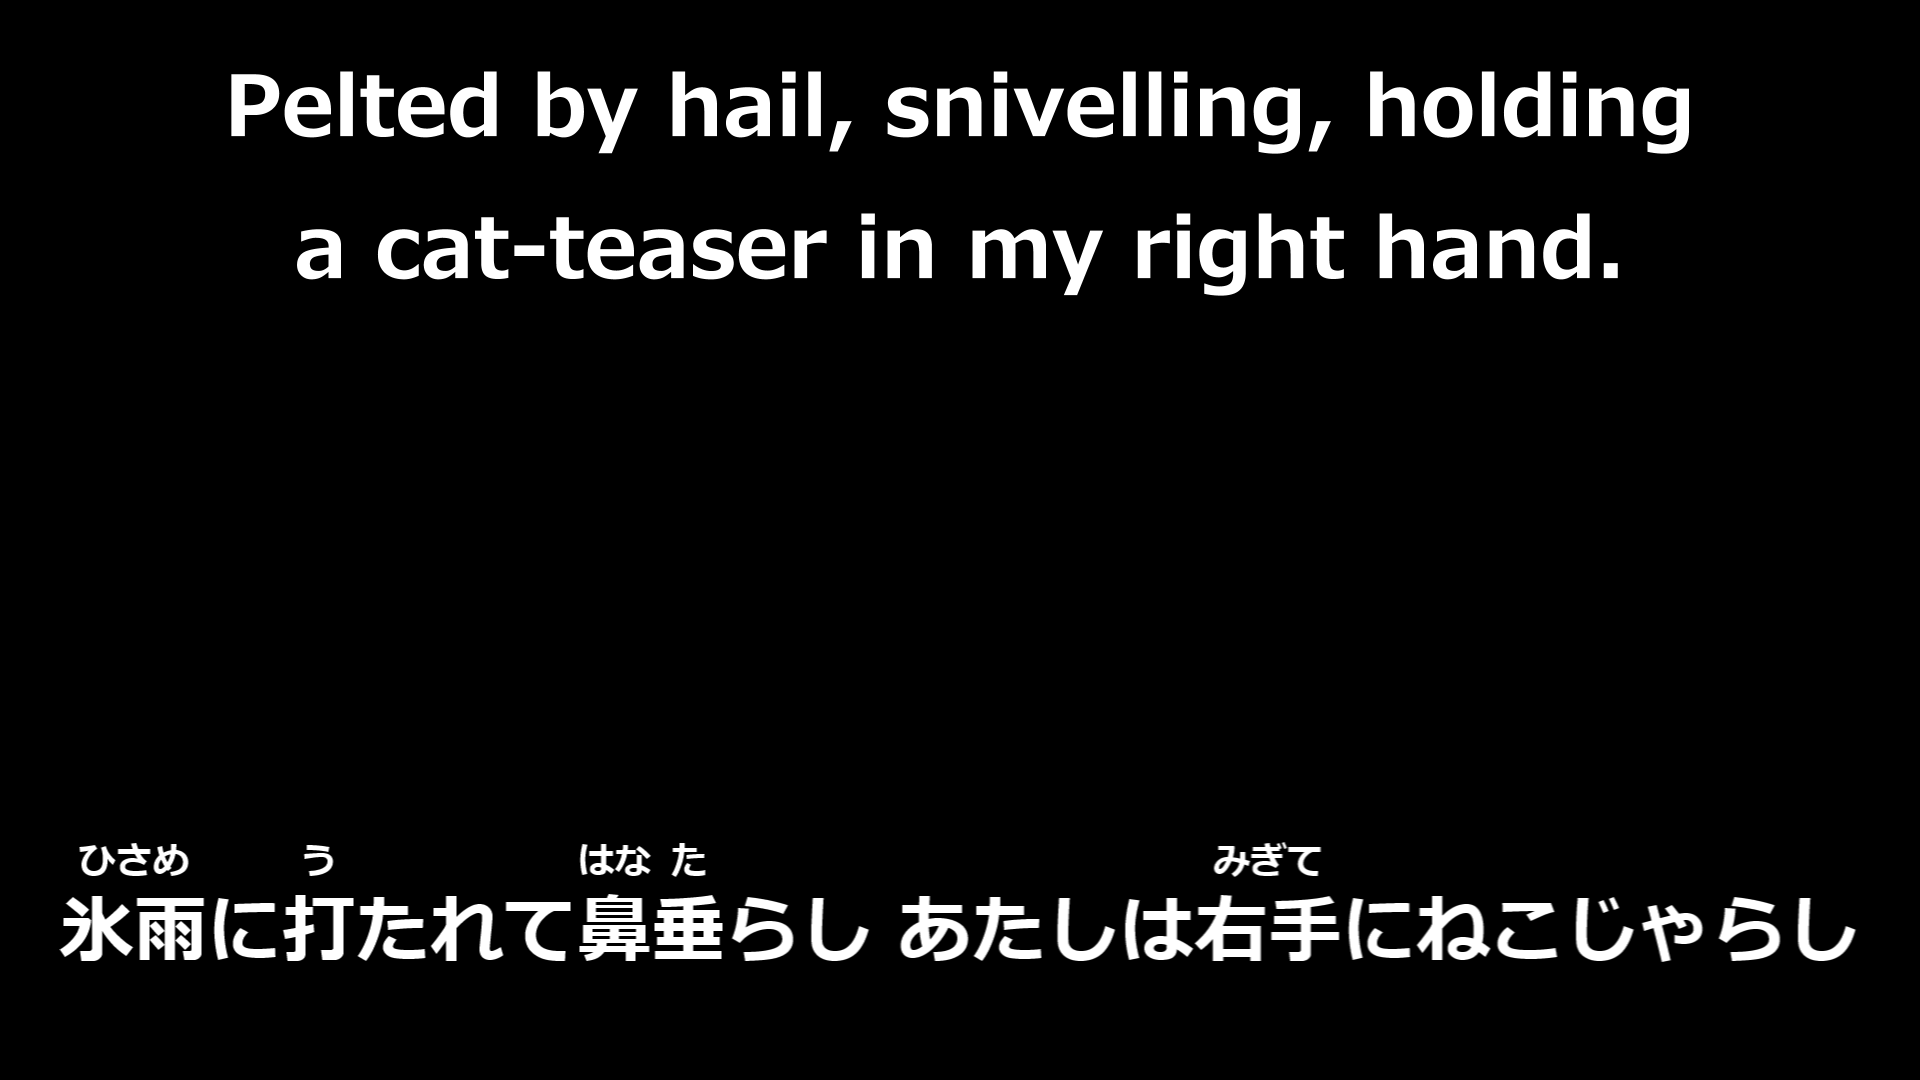 Pelted by hail, snivelling, holding
a cat-teaser in my right hand.
ひさめ う はな た みぎて
氷雨に打たれて鼻垂らし あたしは右手にねこじゃらし